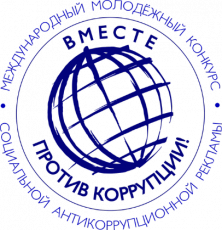 • МЕЖДУНАРОДНЫЙ МОЛОДЁЖНЫЙ КОНКУРС •
СОЦИАЛЬНОЙ АНТИКОРРУПЦИОННОЙ РЕКЛАМЫ
ВМЕСТЕ
ПРОТИВ КОРРУПЦИИ!